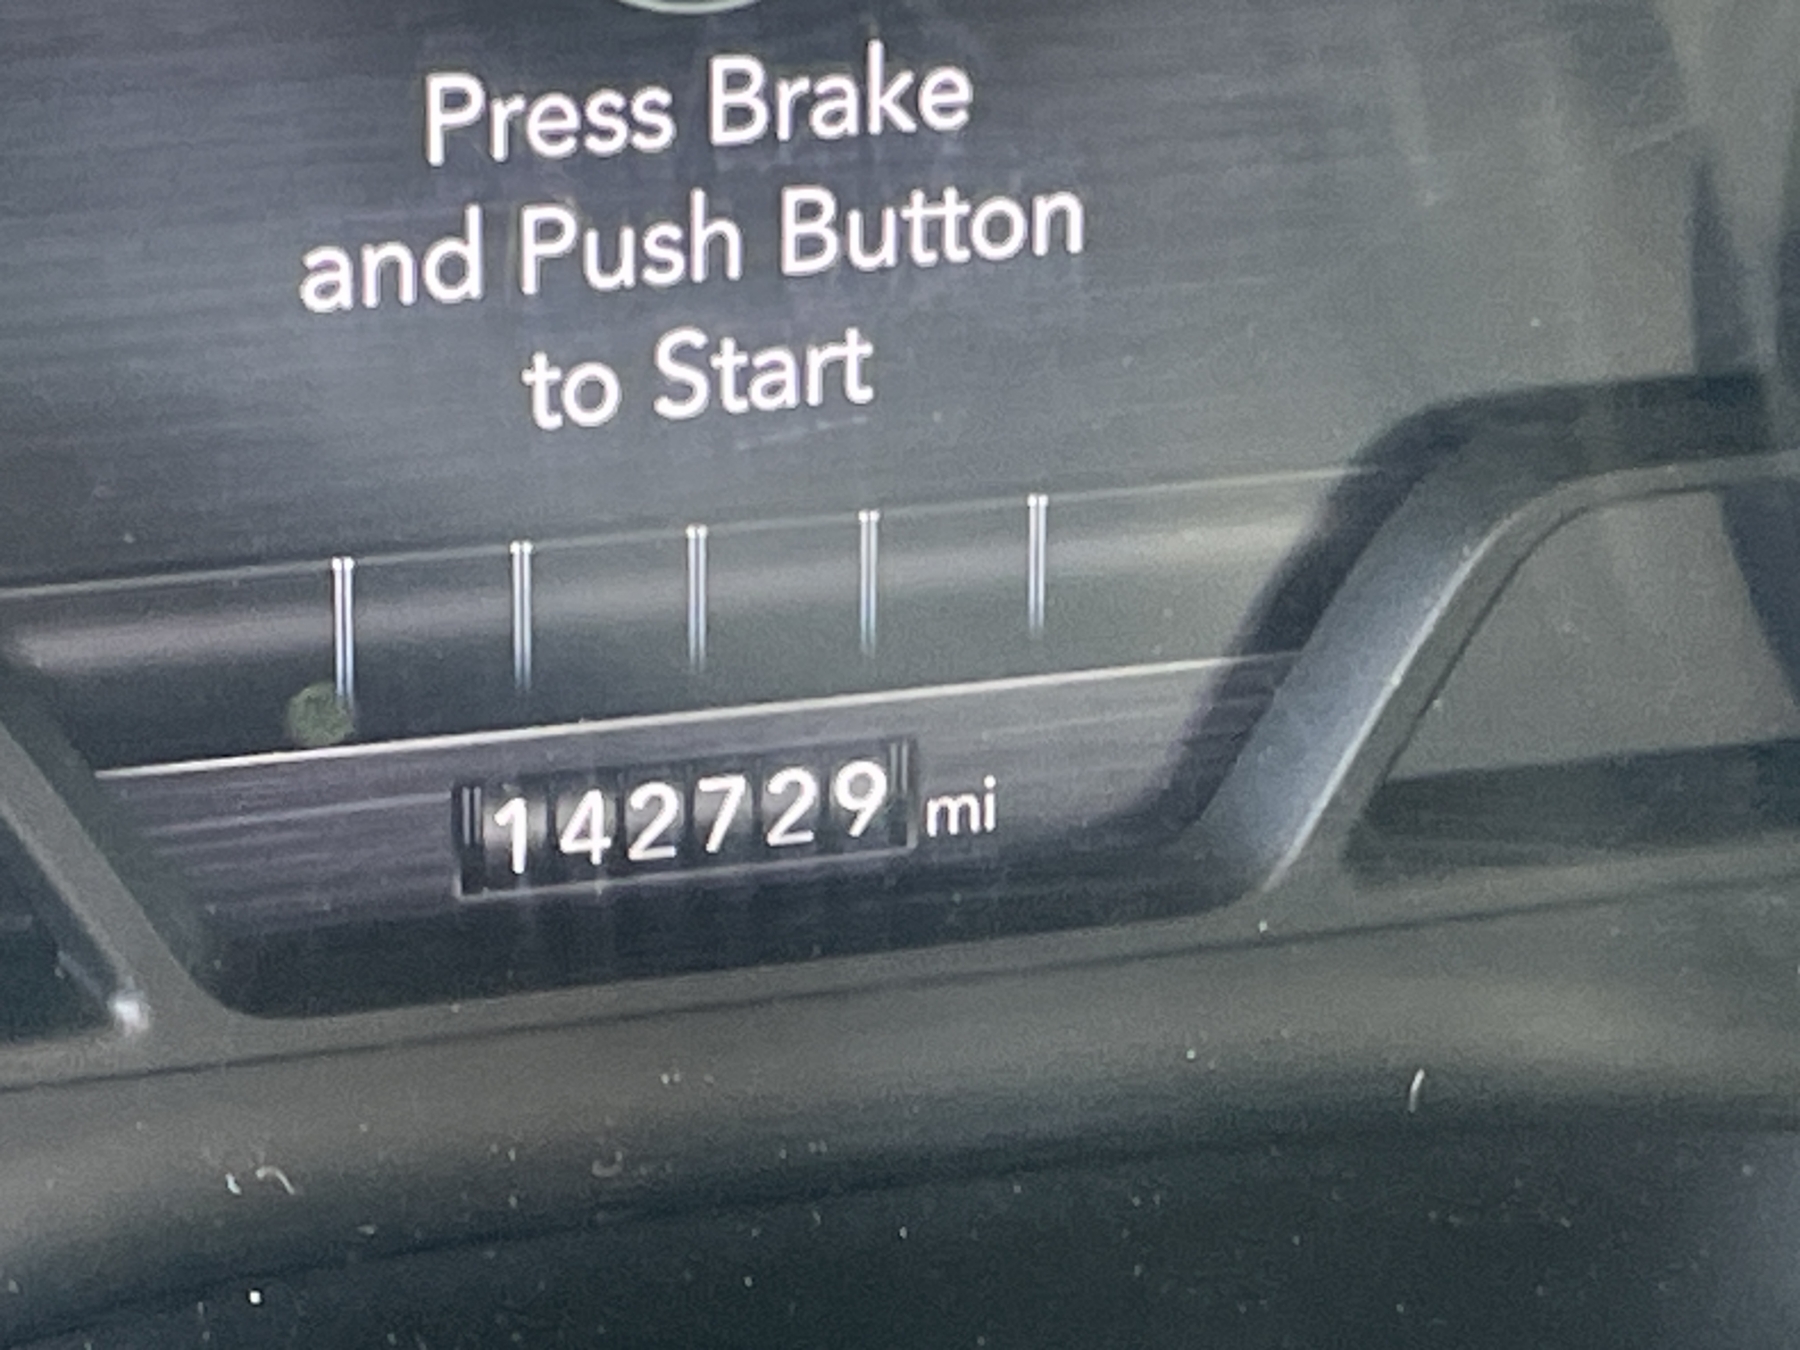 Press Brake
and Push Button
to Start
142729 mi